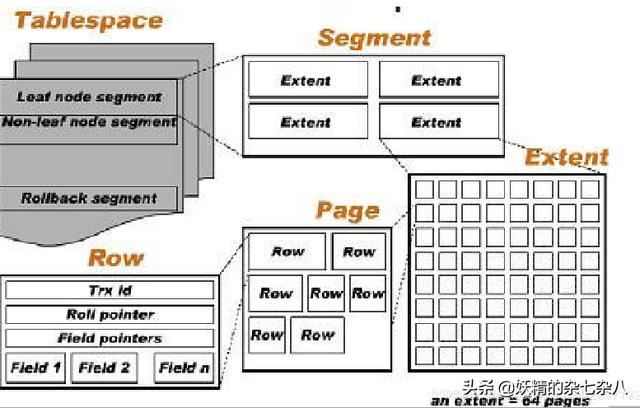 Tablespace
Segment
Leaf node segment
Non-leaf node segment
Rollback segment
Extent
Extent
Extent
Extent
Extent
Page
Row
Row
Row
Row
Row
Row
Row
Row
Trx id
Roll pointer
Field pointers
Field 1
Field 2
Field n
an extent = 64 pages
头条 @妖精的杂七杂八